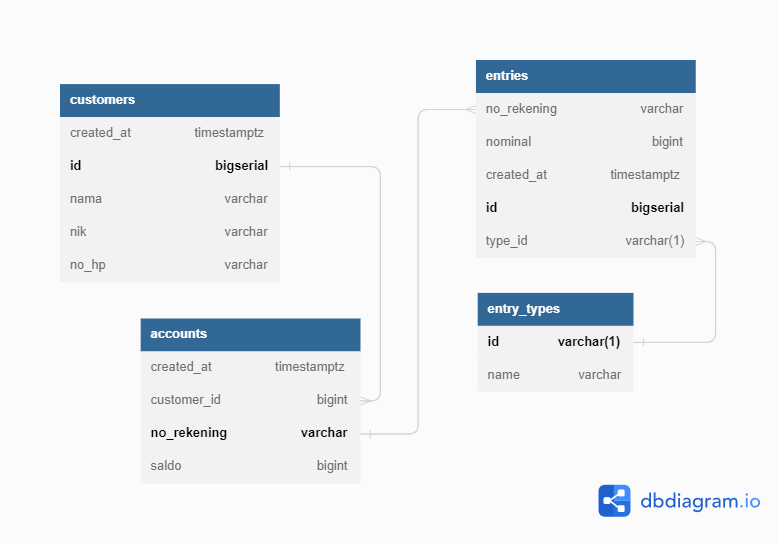 customers
created_at timestamptz
id bigserial
nama varchar
nik varchar
no_hp varchar
accounts
created_at timestamptz
customer_id bigint
no_rekening varchar
saldo bigint
entries
no_rekening varchar
nominal bigint
created_at timestamptz
id bigserial
type_id varchar(1)
entry_types
id varchar(1)
name varchar
dbdiagram.io